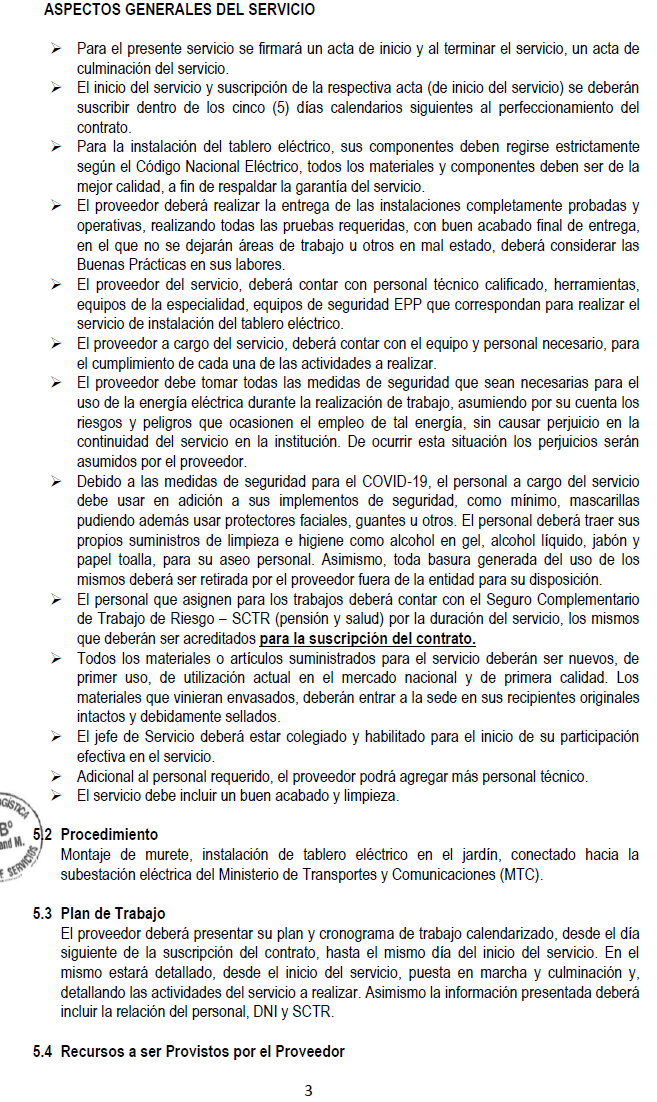 ASPECTOS GENERALES DEL SERVICIO
➢ Para el presente servicio se firmará un acta de inicio y al terminar el servicio, un acta de
culminación del servicio.
➢ El inicio del servicio y suscripción de la respectiva acta (de inicio del servicio) se deberán
suscribir dentro de los cinco (5) días calendarios siguientes al perfeccionamiento del
contrato.
➢ Para la instalación del tablero eléctrico, sus componentes deben regirse estrictamente
según el Código Nacional Eléctrico, todos los materiales y componentes deben ser de la
mejor calidad, a fin de respaldar la garantía del servicio.
➢ El proveedor deberá realizar la entrega de las instalaciones completamente probadas y
operativas, realizando todas las pruebas requeridas, con buen acabado final de entrega,
en el que no se dejarán áreas de trabajo u otros en mal estado, deberá considerar las
Buenas Prácticas en sus labores.
➢ El proveedor del servicio, deberá contar con personal técnico calificado, herramientas,
equipos de la especialidad, equipos de seguridad EPP que correspondan para realizar el
servicio de instalación del tablero eléctrico.
➢ El proveedor a cargo del servicio, deberá contar con el equipo y personal necesario, para
el cumplimiento de cada una de las actividades a realizar.
➢ El proveedor debe tomar todas las medidas de seguridad que sean necesarias para el
uso de la energía eléctrica durante la realización de trabajo, asumiendo por su cuenta los
riesgos y peligros que ocasionen el empleo de tal energía, sin causar perjuicio en la
continuidad del servicio en la institución. De ocurrir esta situación los perjuicios serán
asumidos por el proveedor.
➢ Debido a las medidas de seguridad para el COVID-19, el personal a cargo del servicio
debe usar en adición a sus implementos de seguridad, como mínimo, mascarillas
pudiendo además usar protectores faciales, guantes u otros. El personal deberá traer sus
propios suministros de limpieza e higiene como alcohol en gel, alcohol líquido, jabón y
papel toalla, para su aseo personal. Asimismo, toda basura generada del uso de los
mismos deberá ser retirada por el proveedor fuera de la entidad para su disposición.
➢ El personal que asignen para los trabajos deberá contar con el Seguro Complementario
de Trabajo de Riesgo – SCTR (pensión y salud) por la duración del servicio, los mismos
que deberán ser acreditados para la suscripción del contrato.
➢ Todos los materiales o artículos suministrados para el servicio deberán ser nuevos, de
primer uso, de utilización actual en el mercado nacional y de primera calidad. Los
materiales que vinieran envasados, deberán entrar a la sede en sus recipientes originales
intactos y debidamente sellados.
➢ El jefe de Servicio deberá estar colegiado y habilitado para el inicio de su participación
efectiva en el servicio.
➢ Adicional al personal requerido, el proveedor podrá agregar más personal técnico.
➢ El servicio debe incluir un buen acabado y limpieza.
5.2 Procedimiento
Montaje de murete, instalación de tablero eléctrico en el jardín, conectado hacia la
subestación eléctrica del Ministerio de Transportes y Comunicaciones (MTC).
5.3 Plan de Trabajo
El proveedor deberá presentar su plan y cronograma de trabajo calendarizado, desde el día
siguiente de la suscripción del contrato, hasta el mismo día del inicio del servicio. En el
mismo estará detallado, desde el inicio del servicio, puesta en marcha y culminación y,
detallando las actividades del servicio a realizar. Asimismo la información presentada deberá
incluir la relación del personal, DNI y SCTR.
5.4 Recursos a ser Provistos por el Proveedor
3